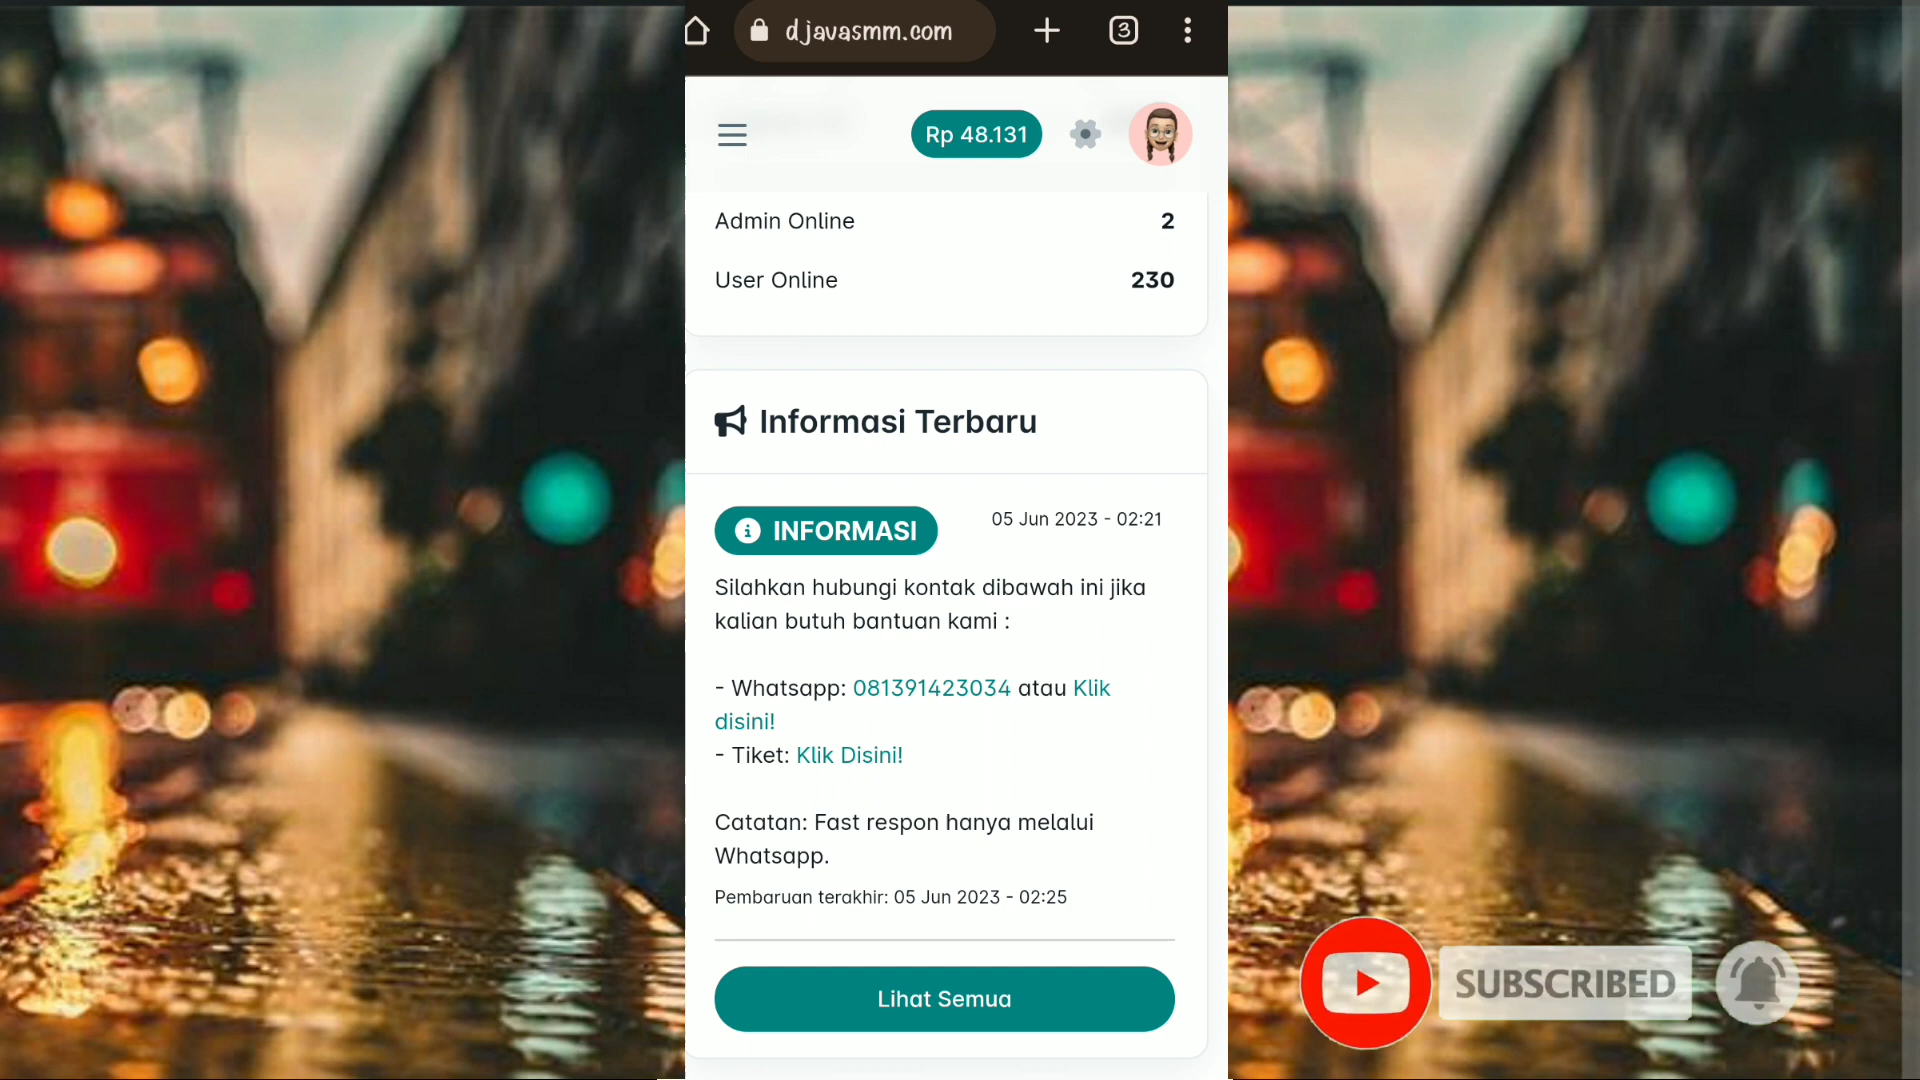 djavasmm.com
3
Rp 48.131
Admin Online 2
User Online 230
Informasi Terbaru
INFORMASI 05 Jun 2023 - 02:21
Silahkan hubungi kontak dibawah ini jika
kalian butuh bantuan kami :
- Whatsapp: 081391423034 atau Klik
disini!
- Tiket: Klik Disini!
Catatan: Fast respon hanya melalui
Whatsapp.
Pembaruan terakhir: 05 Jun 2023 - 02:25
Lihat Semua
SUBSCRIBED